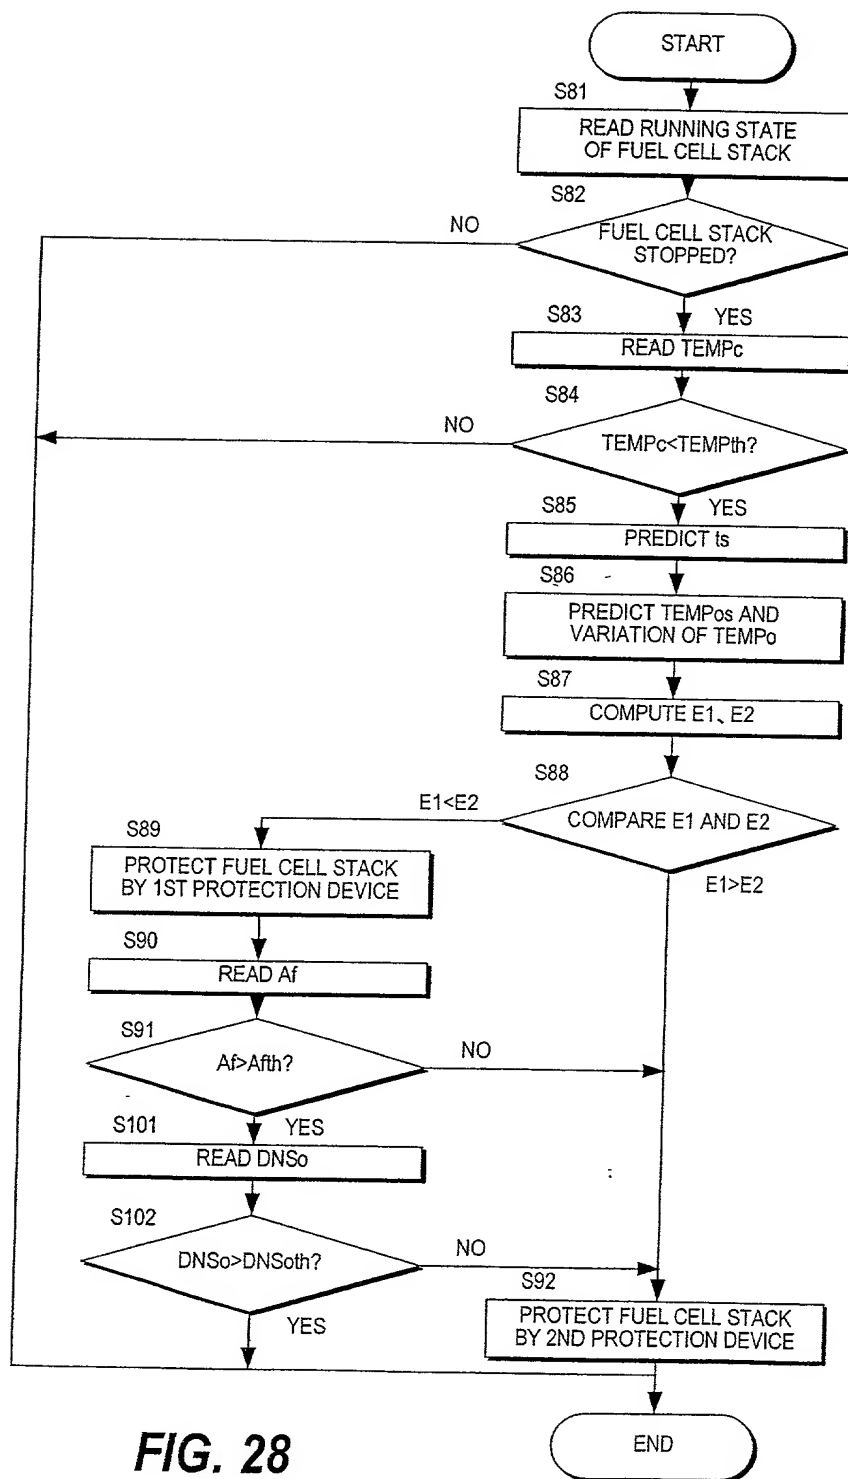 START
S81
READ RUNNING STATE
OF FUEL CELL STACK
S82
NO
FUEL CELL STACK
STOPPED?
S83
YES
READ TEMPc
S84
NO
TEMPc<TEMPth?
S85
YES
PREDICT ts
S86
PREDICT TEMPos AND
VARIATION OF TEMPo
S87
COMPUTE E1、E2
S88
E1<E2
COMPARE E1 AND E2
S89
PROTECT FUEL CELL STACK
BY 1ST PROTECTION DEVICE
E1>E2
S90
READ Af
S91
NO
Af>Afth?
S101
YES
READ DNSo
S102
DNSo>DNSoth?
NO
S92
YES
PROTECT FUEL CELL STACK
BY 2ND PROTECTION DEVICE
END
FIG. 28